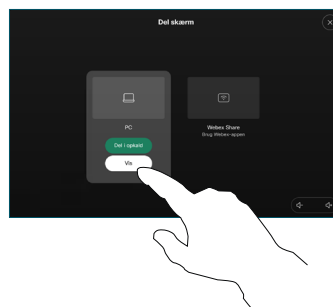 Del skærm
PC
Del i opkald
Vis
Webex Share
Brug Webex-appen